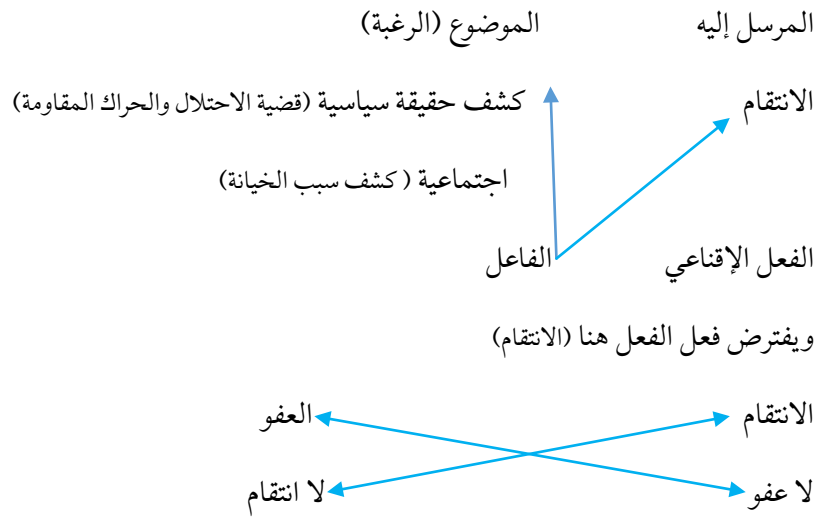 المرسل إليه الموضوع (الرغبة)
الانتقام كشف حقيقة سياسية (قضية الاحتلال والحراك المقاومة)
اجتماعية ( كشف سبب الخيانة)
الفعل الإقناعي الفاعل
ويفترض فعل الفعل هنا (الانتقام)
الانتقام العفو
لا عفو لا انتقام